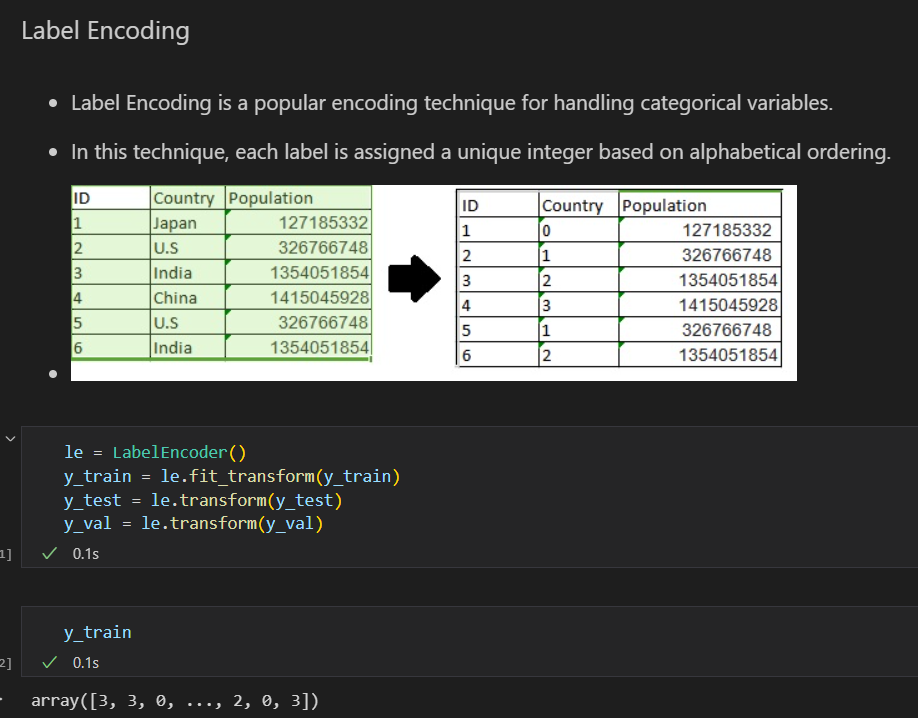 Label Encoding
• Label Encoding is a popular encoding technique for handling categorical variables.
• In this technique, each label is assigned a unique integer based on alphabetical ordering.
ID Country Population
1 Japan 127185332
2 U.S 326766748
3 India 1354051854
4 China 1415045928
5 U.S 326766748
6 India 1354051854
ID Country Population
1 0 127185332
2 1 326766748
3 2 1354051854
4 3 1415045928
5 1 326766748
6 2 1354051854
le = LabelEncoder()
y_train = le.fit_transform(y_train)
y_test = le.transform(y_test)
y_val = le.transform(y_val)
1] ✓ 0.1s
y_train
2] ✓ 0.1s
array([3, 3, 0, ..., 2, 0, 3])